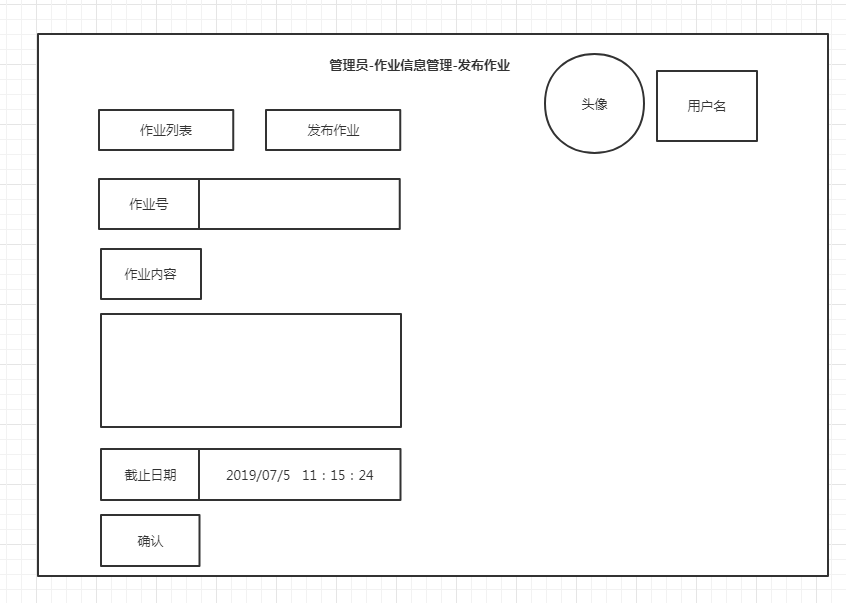 管理员-作业信息管理-发布作业
头像
用户名
作业列表
发布作业
作业号
作业内容
截止日期
2019/07/5 11：15：24
确认